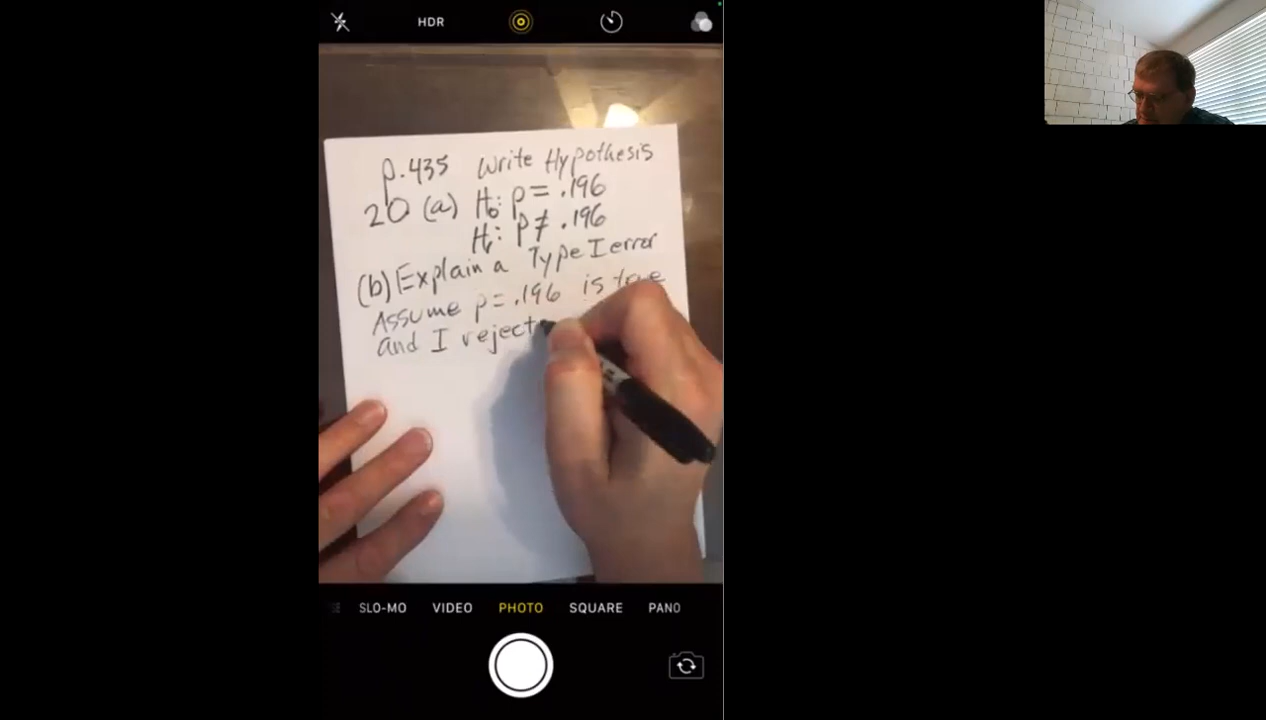 HDR
p.435 Write Hypothesis
20 (a) H₀: p = .196
H₁: p ≠ .196
(b) Explain a Type I error
Assume p = .196 is true
and I reject
SLO-MO VIDEO PHOTO SQUARE PANO